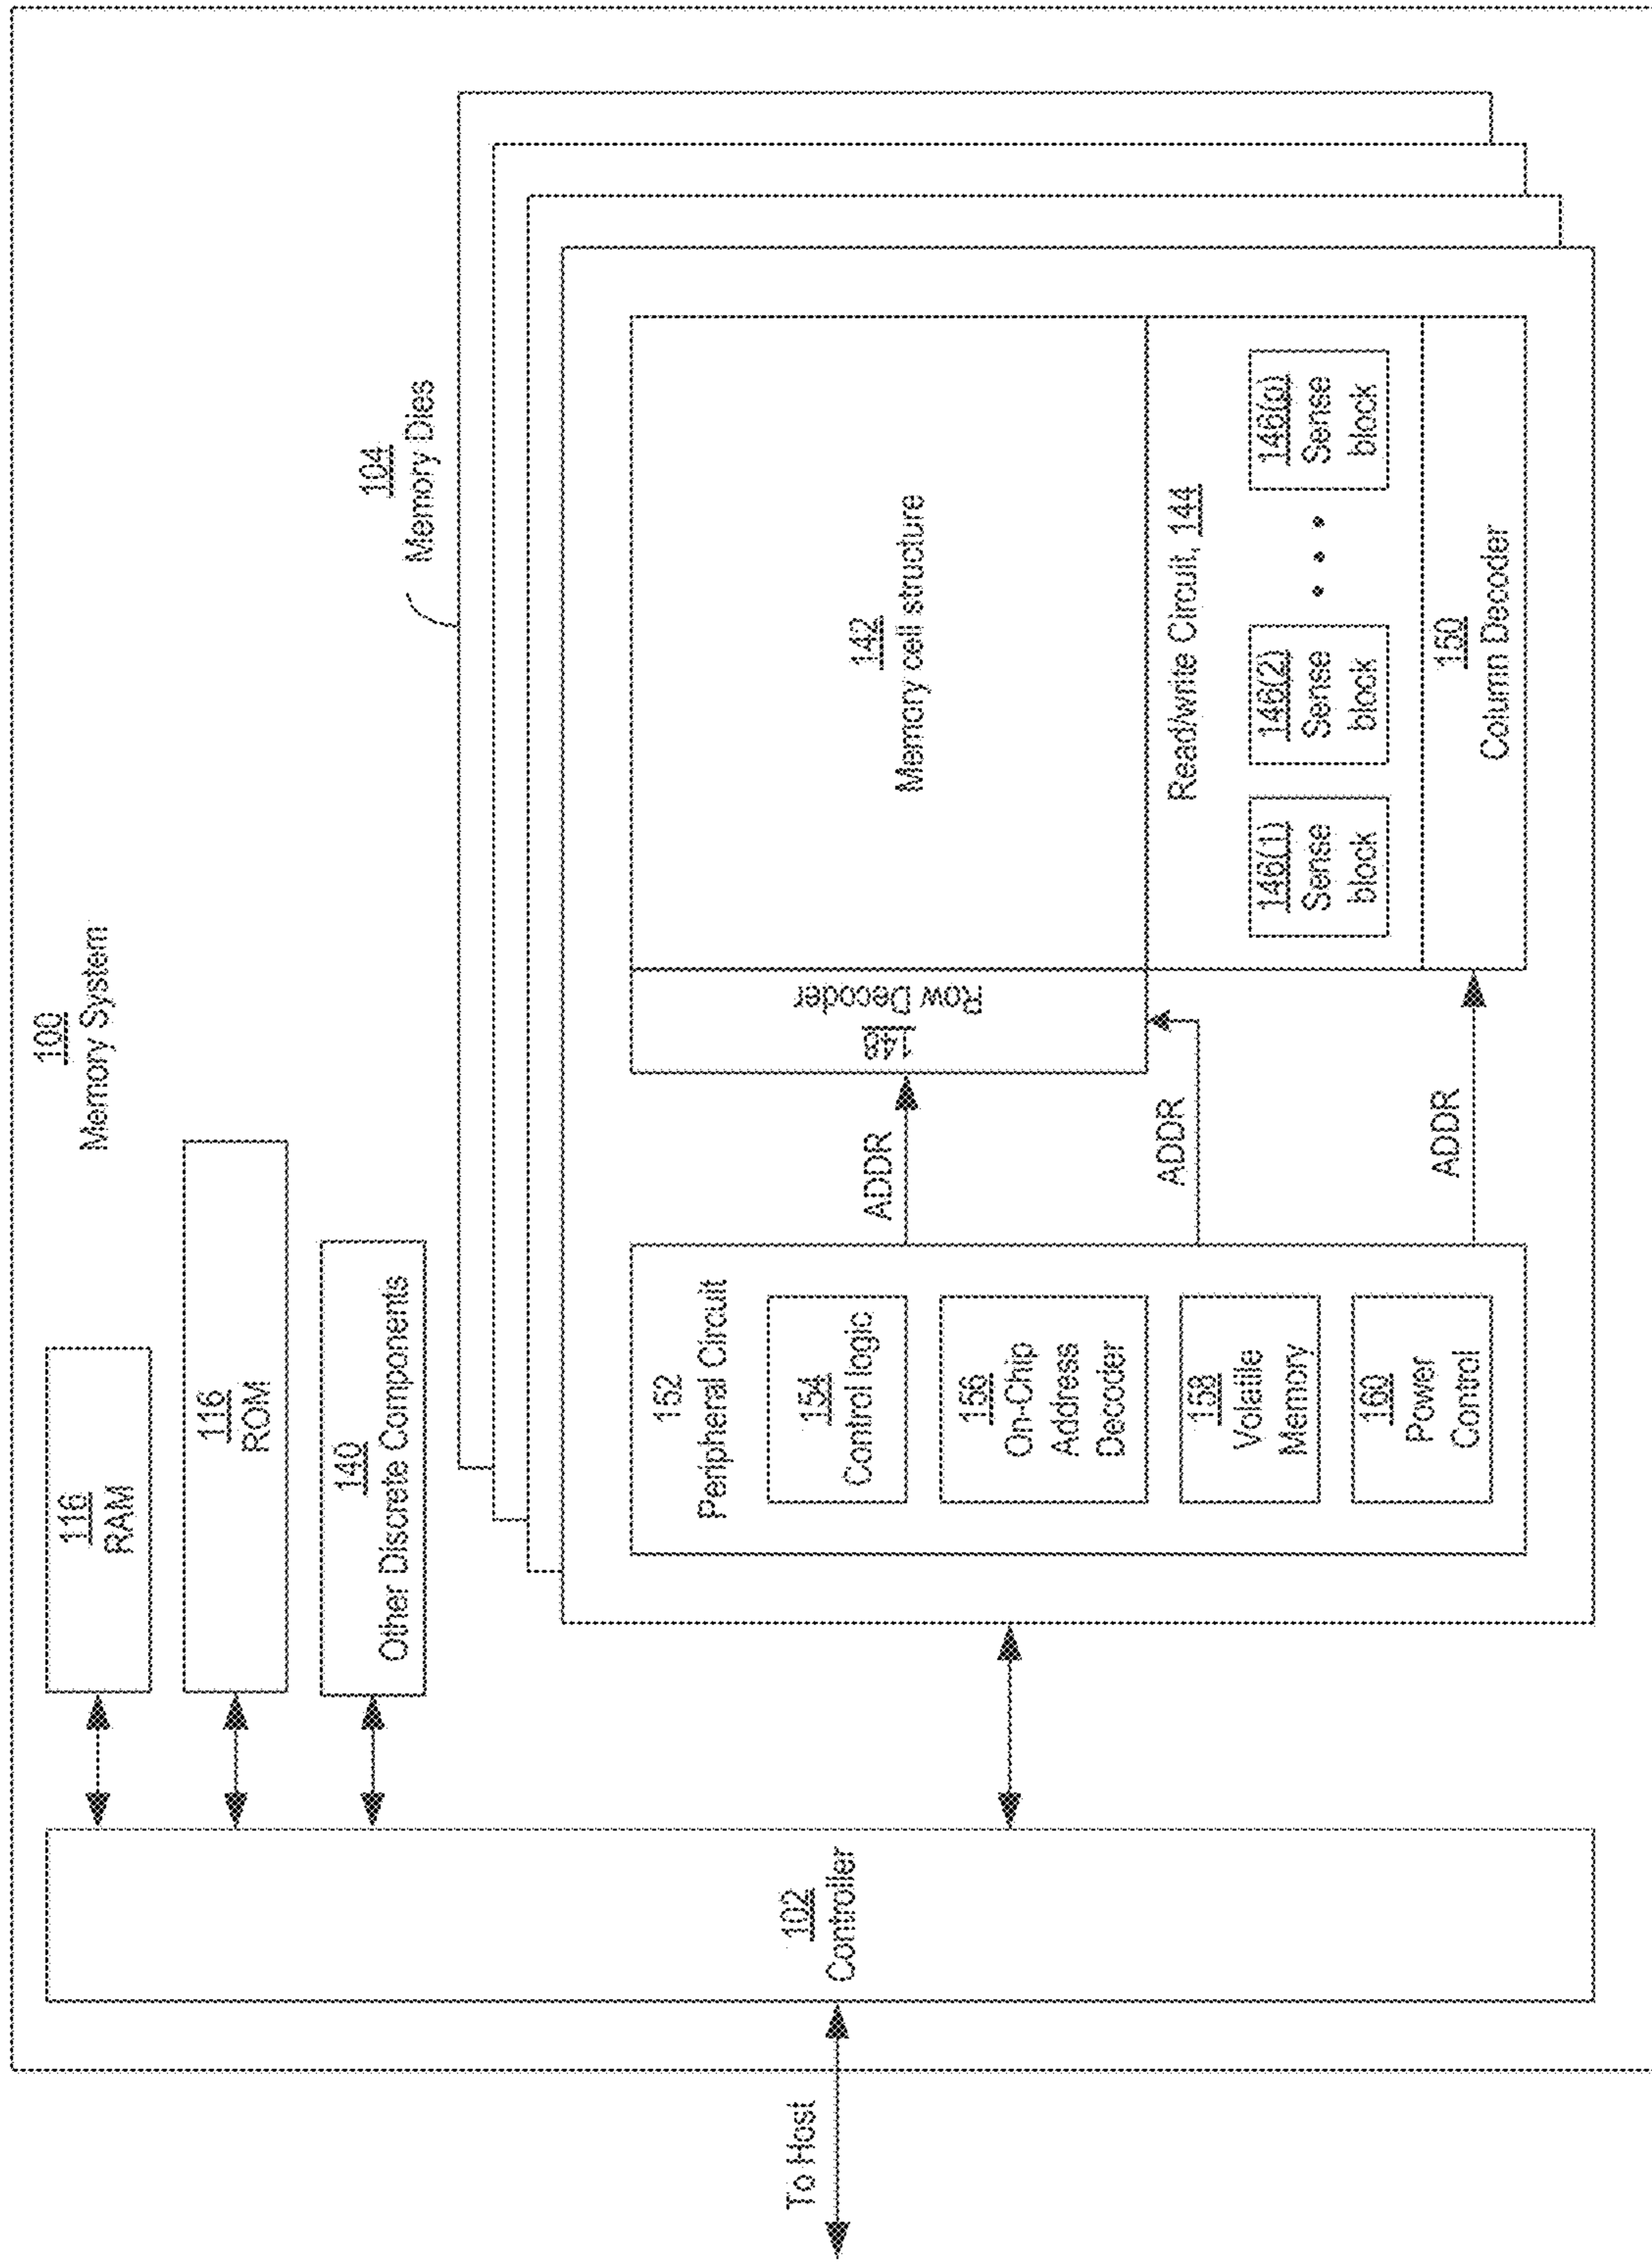 100
Memory System
116
RAM
116
ROM
140
Other Discrete Components
104
Memory Dies
To Host
102
Controller
152
Peripheral Circuit
154
Control logic
156
On-Chip
Address
Decoder
158
Volatile
Memory
160
Power
Control
ADDR
ADDR
ADDR
148
Row Decoder
142
Memory cell structure
Read/write Circuit, 144
146(1)
Sense
block
146(2)
Sense
block
• • •
146(p)
Sense
block
150
Column Decoder